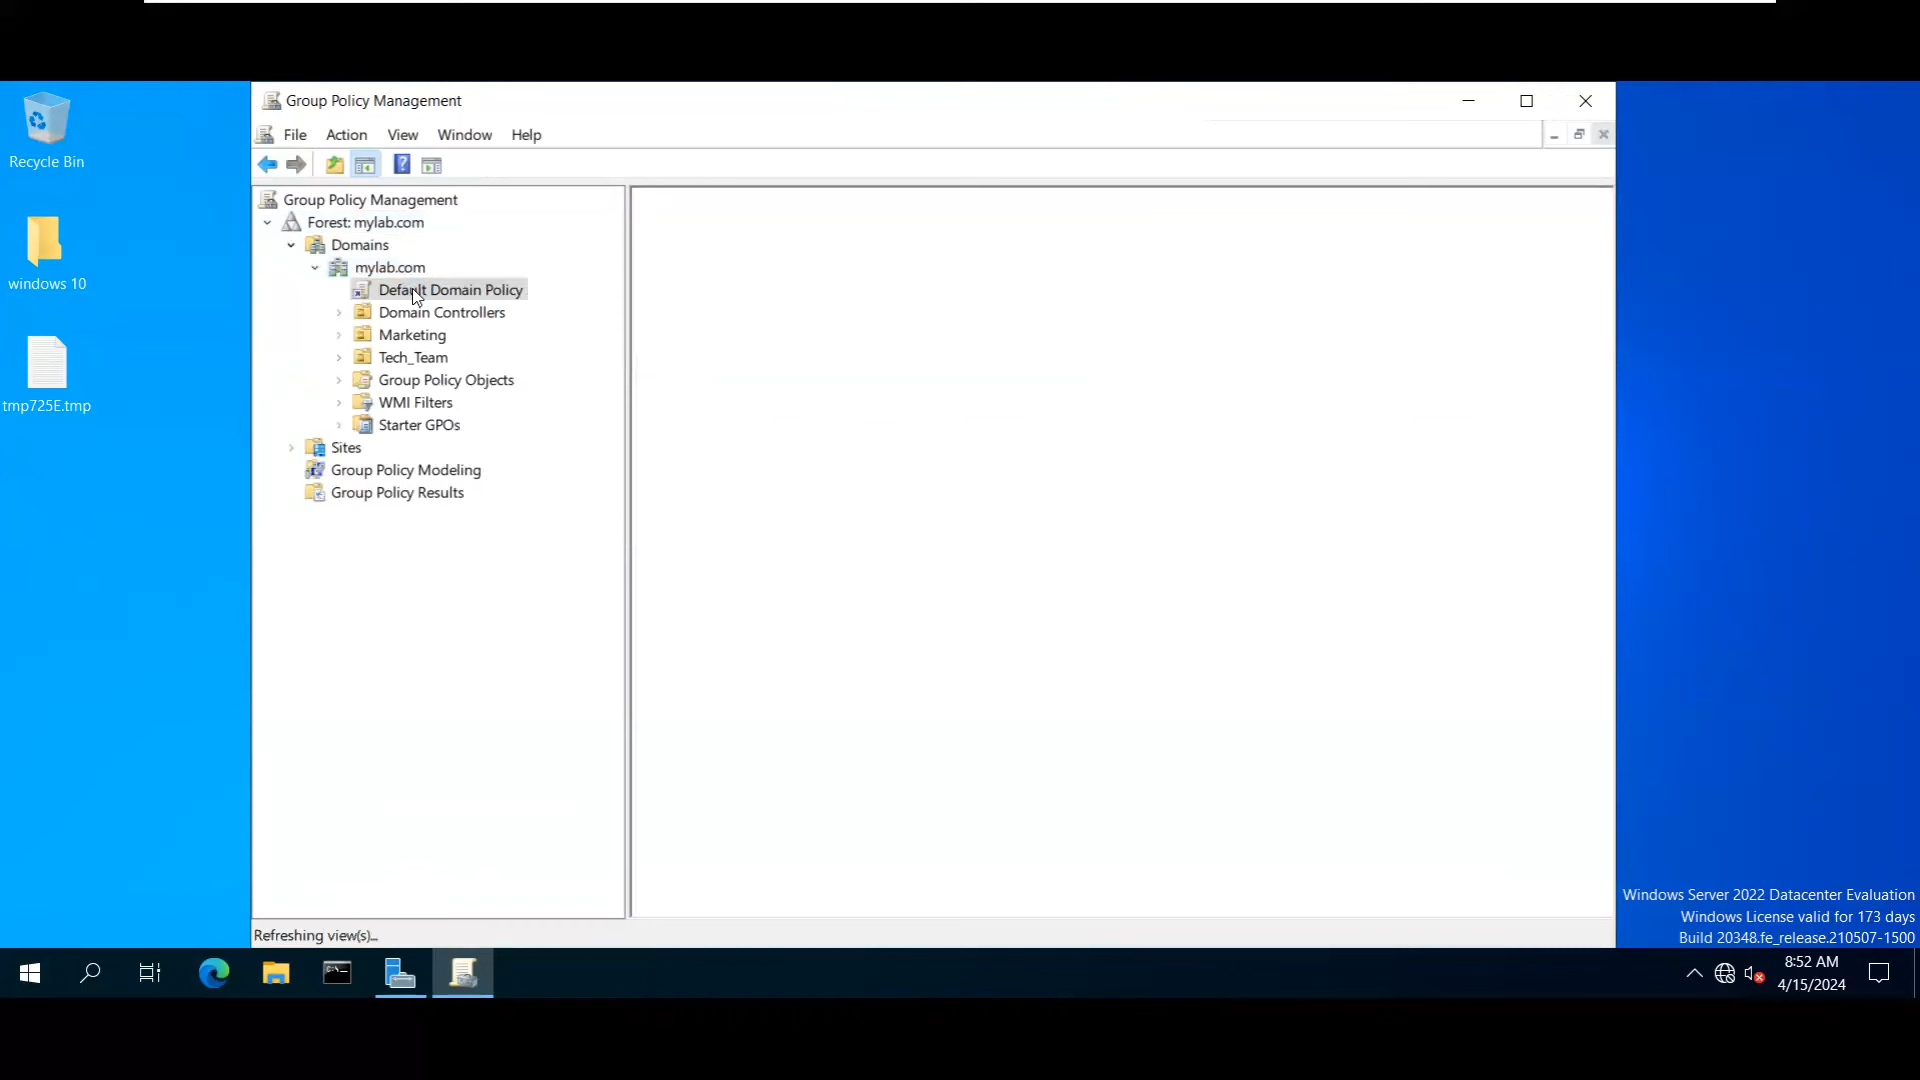 Recycle Bin
windows 10
tmp725E.tmp
Group Policy Management
File Action View Window Help
Group Policy Management
Forest: mylab.com
Domains
mylab.com
Default Domain Policy
Domain Controllers
Marketing
Tech_Team
Group Policy Objects
WMI Filters
Starter GPOs
Sites
Group Policy Modeling
Group Policy Results
Refreshing view(s)...
Windows Server 2022 Datacenter Evaluation
Windows License valid for 173 days
Build 20348.fe_release.210507-1500
8:52 AM
4/15/2024